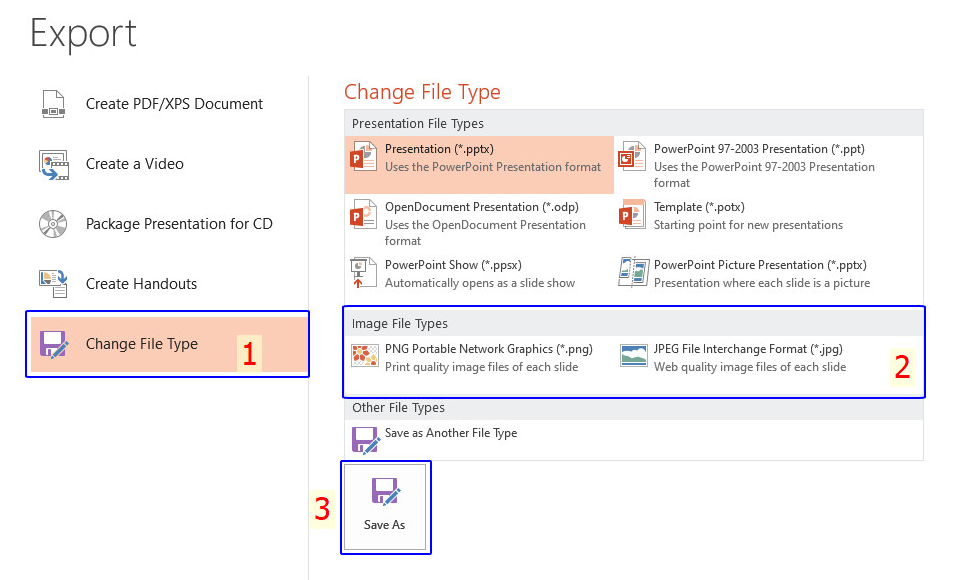 Export
Create PDF/XPS Document
Create a Video
Package Presentation for CD
Create Handouts
Change File Type
1
Change File Type
Presentation File Types
Presentation (*.pptx)
Uses the PowerPoint Presentation format
PowerPoint 97-2003 Presentation (*.ppt)
Uses the PowerPoint 97-2003 Presentation
format
OpenDocument Presentation (*.odp)
Uses the OpenDocument Presentation
format
Template (*.potx)
Starting point for new presentations
PowerPoint Show (*.ppsx)
Automatically opens as a slide show
PowerPoint Picture Presentation (*.pptx)
Presentation where each slide is a picture
Image File Types
PNG Portable Network Graphics (*.png)
Print quality image files of each slide
JPEG File Interchange Format (*.jpg)
Web quality image files of each slide
2
Other File Types
Save as Another File Type
3
Save As